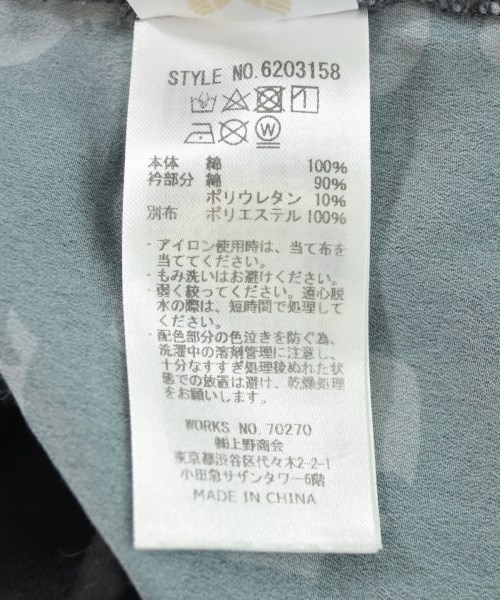 STYLE NO.6203158
W
本体 綿 100%
衿部分 綿 90%
ポリウレタン 10%
別布 ポリエステル 100%
・アイロン使用時は、当て布を
当ててください。
・もみ洗いはお避けください。
・弱く絞ってください。遠心脱
水の際は、短時間で処理して
ください。
・配色部分の色泣きを防ぐ為、
洗濯中の溶剤管理に注意し、
十分なすすぎ処理後ぬれた状
態での放置は避け、乾燥処理
をお願いします。
WORKS NO.70270
㈱上野商会
東京都渋谷区代々木2-2-1
小田急サザンタワー6階
MADE IN CHINA